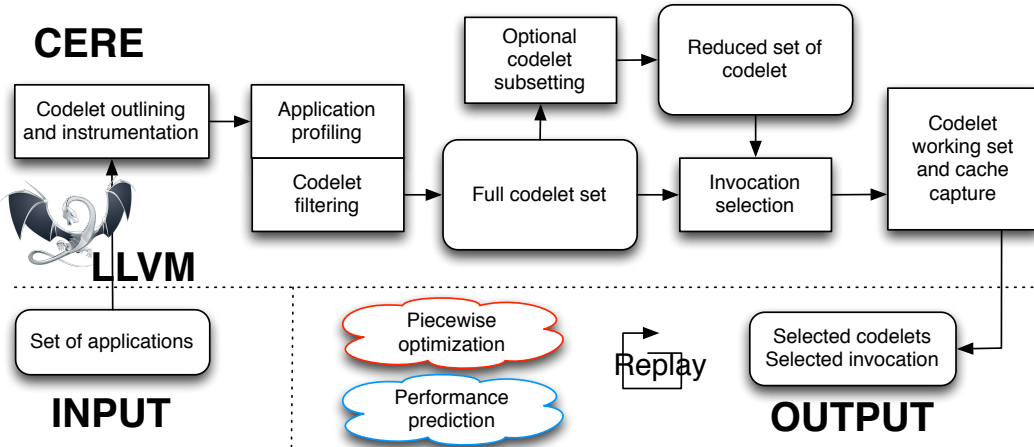 CERE
Codelet outlining
and instrumentation
Application
profiling
Codelet
filtering
Optional
codelet
subsetting
Reduced set of
codelet
Full codelet set
Invocation
selection
Codelet
working set
and cache
capture
LLVM
Set of applications
INPUT
Piecewise
optimization
Performance
prediction
Replay
Selected codelets
Selected invocation
OUTPUT